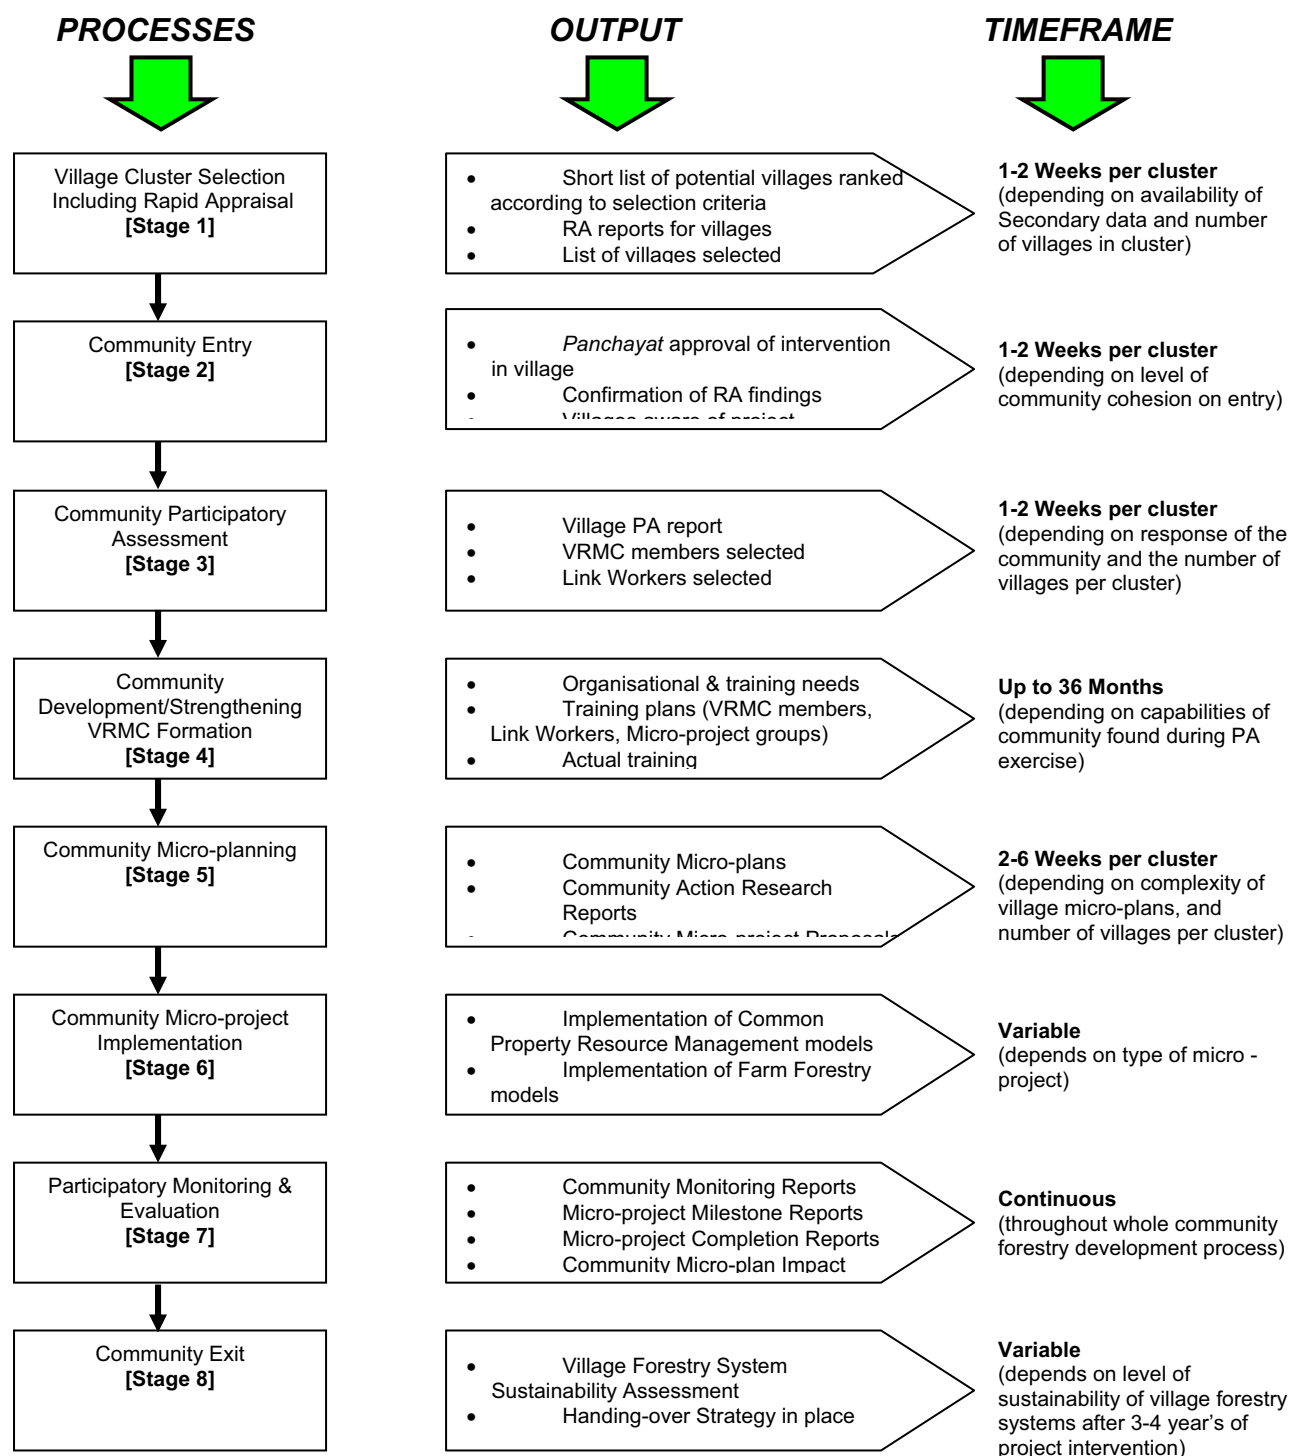 PROCESSES
OUTPUT
TIMEFRAME
Village Cluster Selection
Including Rapid Appraisal
[Stage 1]
• Short list of potential villages ranked
according to selection criteria
• RA reports for villages
• List of villages selected
1-2 Weeks per cluster
(depending on availability of
Secondary data and number
of villages in cluster)
Community Entry
[Stage 2]
• Panchayat approval of intervention
in village
• Confirmation of RA findings
• Villages aware of project
1-2 Weeks per cluster
(depending on level of
community cohesion on entry)
Community Participatory
Assessment
[Stage 3]
• Village PA report
• VRMC members selected
• Link Workers selected
1-2 Weeks per cluster
(depending on response of the
community and the number of
villages per cluster)
Community
Development/Strengthening
VRMC Formation
[Stage 4]
• Organisational & training needs
• Training plans (VRMC members,
Link Workers, Micro-project groups)
• Actual training
Up to 36 Months
(depending on capabilities of
community found during PA
exercise)
Community Micro-planning
[Stage 5]
• Community Micro-plans
• Community Action Research
Reports
• Community Micro-project Proposals
2-6 Weeks per cluster
(depending on complexity of
village micro-plans, and
number of villages per cluster)
Community Micro-project
Implementation
[Stage 6]
• Implementation of Common
Property Resource Management models
• Implementation of Farm Forestry
models
Variable
(depends on type of micro -
project)
Participatory Monitoring &
Evaluation
[Stage 7]
• Community Monitoring Reports
• Micro-project Milestone Reports
• Micro-project Completion Reports
• Community Micro-plan Impact
Continuous
(throughout whole community
forestry development process)
Community Exit
[Stage 8]
• Village Forestry System
Sustainability Assessment
• Handing-over Strategy in place
Variable
(depends on level of
sustainability of village forestry
systems after 3-4 year's of
project intervention)